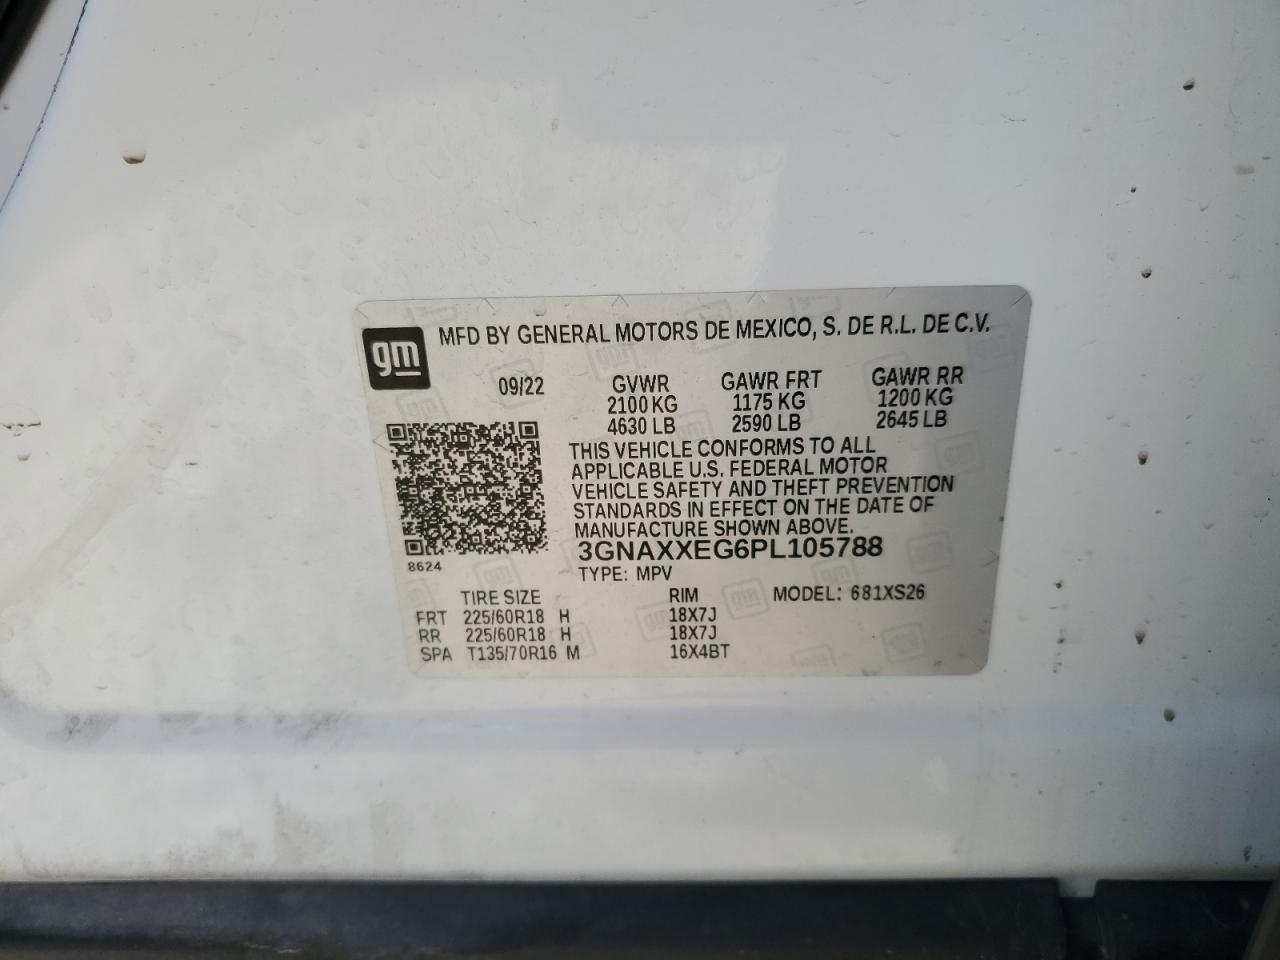 gm
MFD BY GENERAL MOTORS DE MEXICO, S. DE R.L. DE C.V.
09/22 GVWR GAWR FRT GAWR RR
2100 KG 1175 KG 1200 KG
4630 LB 2590 LB 2645 LB
THIS VEHICLE CONFORMS TO ALL
APPLICABLE U.S. FEDERAL MOTOR
VEHICLE SAFETY AND THEFT PREVENTION
STANDARDS IN EFFECT ON THE DATE OF
MANUFACTURE SHOWN ABOVE.
3GNAXXEG6PL105788
8624
TYPE: MPV
TIRE SIZE RIM MODEL: 681XS26
FRT 225/60R18 H 18X7J
RR 225/60R18 H 18X7J
SPA T135/70R16 M 16X4BT